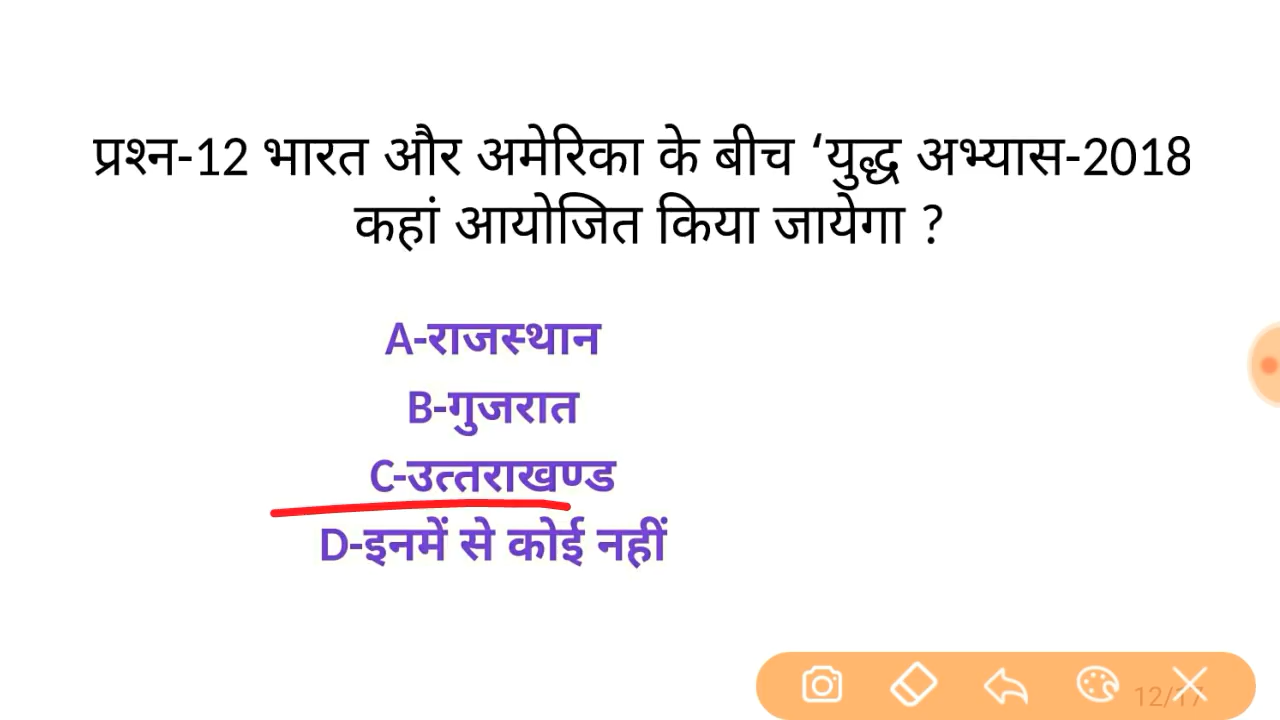 प्रश्न-12 भारत और अमेरिका के बीच ‘युद्ध अभ्यास-2018
कहां आयोजित किया जायेगा ?
A-राजस्थान
B-गुजरात
C-उत्तराखण्ड
D-इनमें से कोई नहीं
12/17